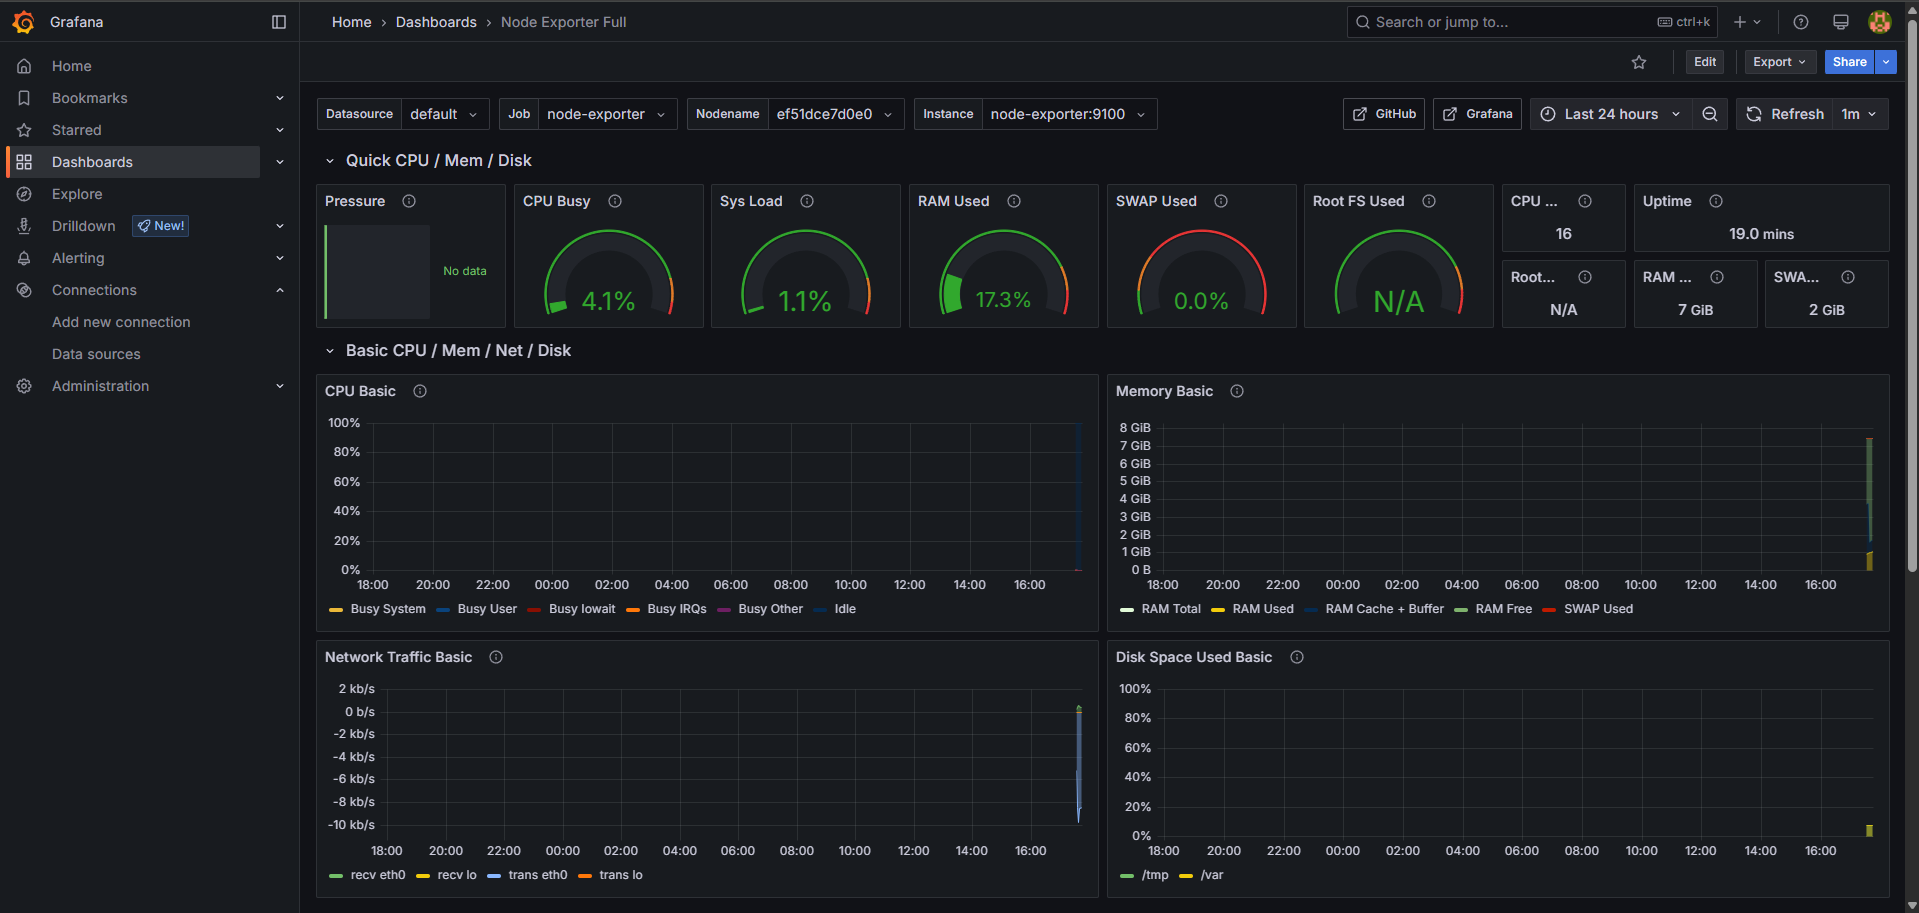 Grafana
Home › Dashboards › Node Exporter Full
Search or jump to...
ctrl+k
Home
Bookmarks
Starred
Dashboards
Explore
Drilldown
New!
Alerting
Connections
Add new connection
Data sources
Administration
Edit
Export
Share
Datasource default
Job node-exporter
Nodename ef51dce7d0e0
Instance node-exporter:9100
GitHub
Grafana
Last 24 hours
Refresh
1m
Quick CPU / Mem / Disk
Pressure
No data
CPU Busy
4.1%
Sys Load
1.1%
RAM Used
17.3%
SWAP Used
0.0%
Root FS Used
N/A
CPU ...
16
Uptime
19.0 mins
Root...
N/A
RAM ...
7 GiB
SWA...
2 GiB
Basic CPU / Mem / Net / Disk
CPU Basic
100%
80%
60%
40%
20%
0%
18:00 20:00 22:00 00:00 02:00 04:00 06:00 08:00 10:00 12:00 14:00 16:00
Busy System Busy User Busy Iowait Busy IRQs Busy Other Idle
Memory Basic
8 GiB
7 GiB
6 GiB
5 GiB
4 GiB
3 GiB
2 GiB
1 GiB
0 B
18:00 20:00 22:00 00:00 02:00 04:00 06:00 08:00 10:00 12:00 14:00 16:00
RAM Total RAM Used RAM Cache + Buffer RAM Free SWAP Used
Network Traffic Basic
2 kb/s
0 b/s
-2 kb/s
-4 kb/s
-6 kb/s
-8 kb/s
-10 kb/s
18:00 20:00 22:00 00:00 02:00 04:00 06:00 08:00 10:00 12:00 14:00 16:00
recv eth0 recv lo trans eth0 trans lo
Disk Space Used Basic
100%
80%
60%
40%
20%
0%
18:00 20:00 22:00 00:00 02:00 04:00 06:00 08:00 10:00 12:00 14:00 16:00
/tmp /var